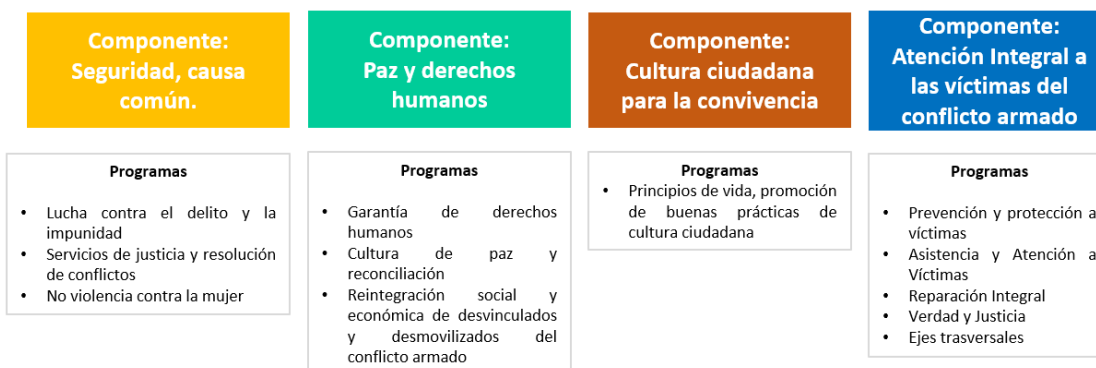 Componente:
Seguridad, causa
común.
Programas
• Lucha contra el delito y la
impunidad
• Servicios de justicia y resolución
de conflictos
• No violencia contra la mujer
Componente:
Paz y derechos
humanos
Programas
• Garantía de derechos
humanos
• Cultura de paz y
reconciliación
• Reintegración social y
económica de desvinculados
y desmovilizados del
conflicto armado
Componente:
Cultura ciudadana
para la convivencia
Programas
• Principios de vida, promoción
de buenas prácticas de
cultura ciudadana
Componente:
Atención Integral a
las víctimas del
conflicto armado
Programas
• Prevención y protección a
víctimas
• Asistencia y Atención a
Víctimas
• Reparación Integral
• Verdad y Justicia
• Ejes trasversales